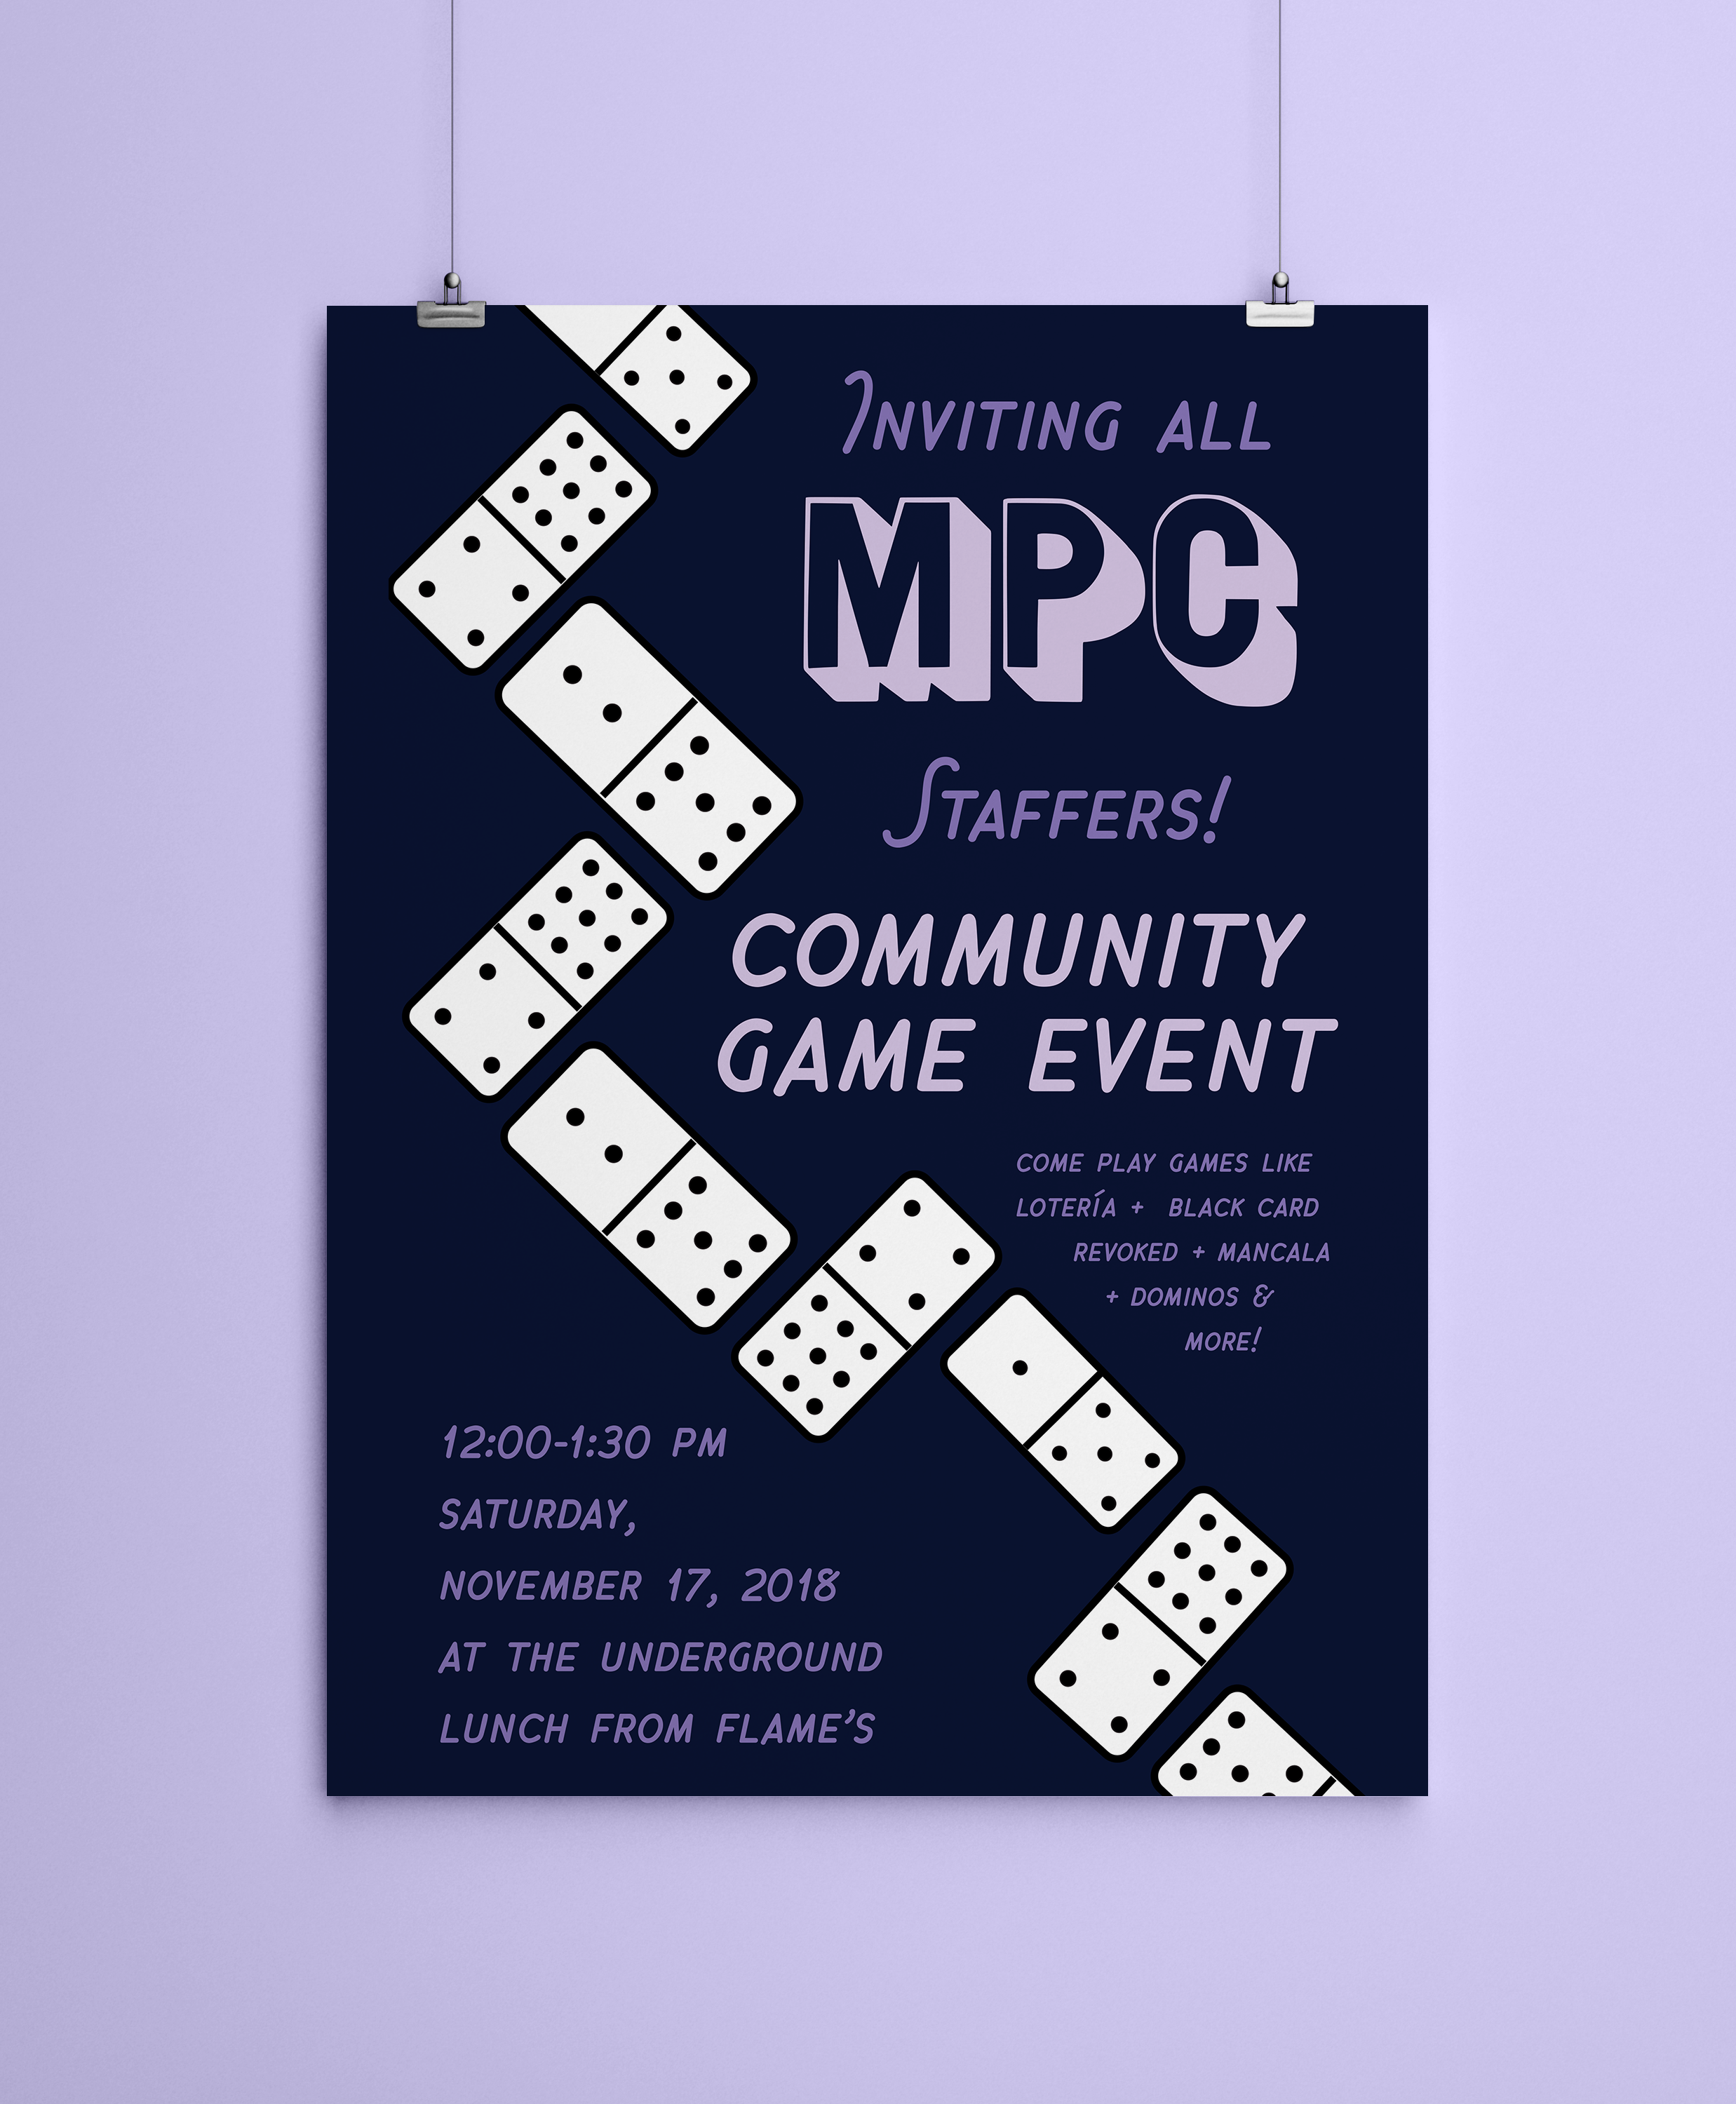 Inviting all
MPC
Staffers!
COMMUNITY
GAME EVENT
COME PLAY GAMES LIKE
LOTERÍA + BLACK CARD
REVOKED + MANCALA
+ DOMINOS &
MORE!
12:00-1:30 PM
SATURDAY,
NOVEMBER 17, 2018
AT THE UNDERGROUND
LUNCH FROM FLAME'S